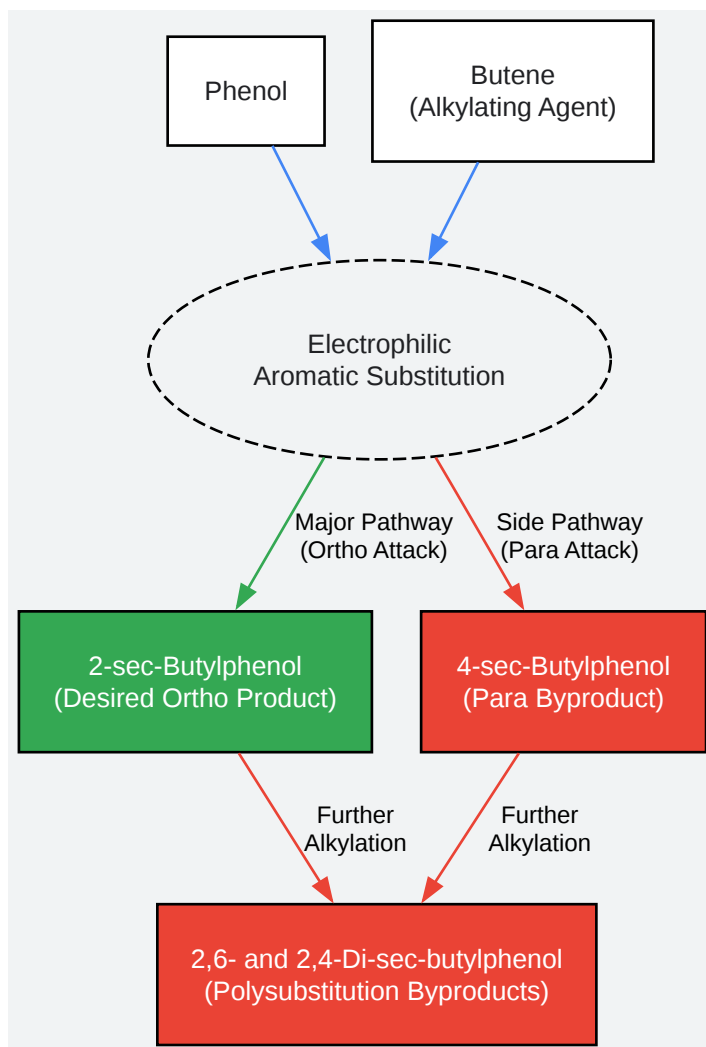 Phenol
Butene
(Alkylating Agent)
Electrophilic
Aromatic Substitution
Major Pathway
(Ortho Attack)
Side Pathway
(Para Attack)
2-sec-Butylphenol
(Desired Ortho Product)
4-sec-Butylphenol
(Para Byproduct)
Further
Alkylation
Further
Alkylation
2,6- and 2,4-Di-sec-butylphenol
(Polysubstitution Byproducts)